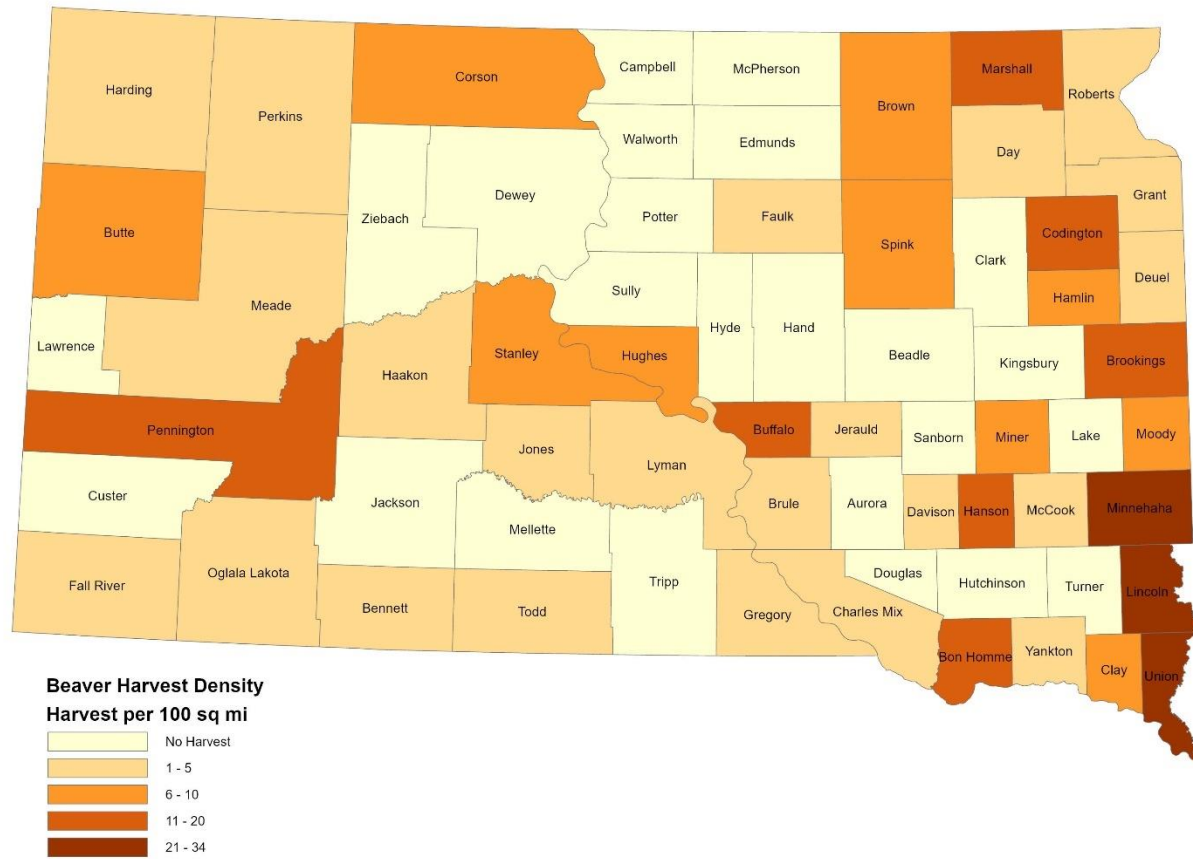 Harding
Perkins
Corson
Campbell
McPherson
Brown
Marshall
Roberts
Walworth
Edmunds
Day
Grant
Butte
Ziebach
Dewey
Potter
Faulk
Spink
Clark
Codington
Deuel
Hamlin
Meade
Sully
Hyde
Hand
Beadle
Kingsbury
Brookings
Lawrence
Haakon
Stanley
Hughes
Pennington
Jones
Lyman
Buffalo
Jerauld
Sanborn
Miner
Lake
Moody
Custer
Jackson
Mellette
Brule
Aurora
Davison
Hanson
McCook
Minnehaha
Fall River
Oglala Lakota
Bennett
Todd
Tripp
Gregory
Charles Mix
Douglas
Hutchinson
Turner
Lincoln
Bon Homme
Yankton
Clay
Union
Beaver Harvest Density
Harvest per 100 sq mi
No Harvest
1 - 5
6 - 10
11 - 20
21 - 34